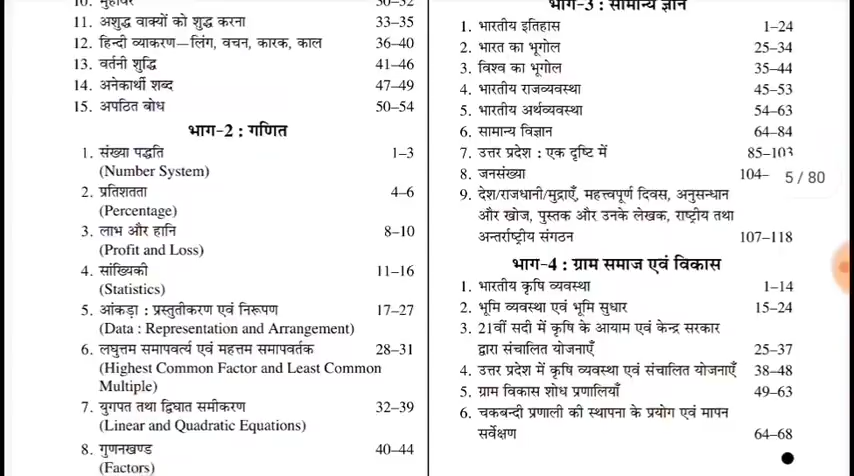 10. मुहावरे 30–32
11. अशुद्ध वाक्यों को शुद्ध करना 33–35
12. हिन्दी व्याकरण—लिंग, वचन, कारक, काल 36–40
13. वर्तनी शुद्धि 41–46
14. अनेकार्थी शब्द 47–49
15. अपठित बोध 50–54
भाग-2 : गणित
1. संख्या पद्धति 1–3
(Number System)
2. प्रतिशतता 4–6
(Percentage)
3. लाभ और हानि 8–10
(Profit and Loss)
4. सांख्यिकी 11–16
(Statistics)
5. आंकड़ा : प्रस्तुतीकरण एवं निरूपण 17–27
(Data : Representation and Arrangement)
6. लघुत्तम समापवर्त्य एवं महत्तम समापवर्तक 28–31
(Highest Common Factor and Least Common
Multiple)
7. युगपत तथा द्विघात समीकरण 32–39
(Linear and Quadratic Equations)
8. गुणनखण्ड 40–44
(Factors)
भाग-3 : सामान्य ज्ञान
1. भारतीय इतिहास 1–24
2. भारत का भूगोल 25–34
3. विश्व का भूगोल 35–44
4. भारतीय राजव्यवस्था 45–53
5. भारतीय अर्थव्यवस्था 54–63
6. सामान्य विज्ञान 64–84
7. उत्तर प्रदेश : एक दृष्टि में 85–103
8. जनसंख्या 104–
5 / 80
9. देश/राजधानी/मुद्राएँ, महत्त्वपूर्ण दिवस, अनुसन्धान
और खोज, पुस्तक और उनके लेखक, राष्ट्रीय तथा
अन्तर्राष्ट्रीय संगठन 107–118
भाग-4 : ग्राम समाज एवं विकास
1. भारतीय कृषि व्यवस्था 1–14
2. भूमि व्यवस्था एवं भूमि सुधार 15–24
3. 21वीं सदी में कृषि के आयाम एवं केन्द्र सरकार
द्वारा संचालित योजनाएँ 25–37
4. उत्तर प्रदेश में कृषि व्यवस्था एवं संचालित योजनाएँ 38–48
5. ग्राम विकास शोध प्रणालियाँ 49–63
6. चकबन्दी प्रणाली की स्थापना के प्रयोग एवं मापन
सर्वेक्षण 64–68